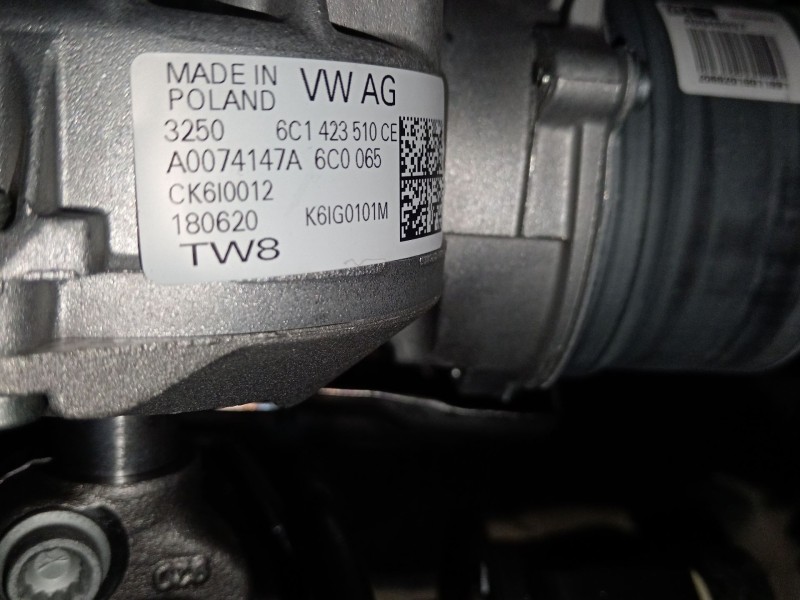 MADE IN
POLAND
VW AG
3250 6C1 423 510 CE
A0074147A 6C0 065
CK6I0012
180620 K6IG0101M
TW8